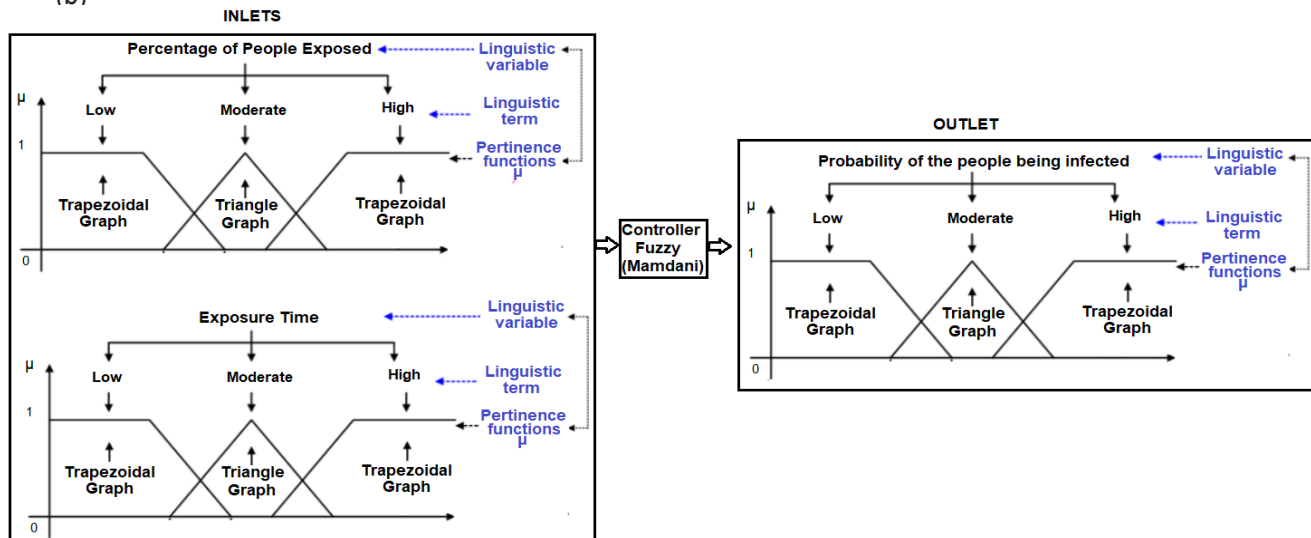 (b)
INLETS
Percentage of People Exposed
Linguistic
variable
Low
Moderate
High
Linguistic
term
μ
1
Pertinence
functions
μ
Trapezoidal
Graph
Triangle
Graph
Trapezoidal
Graph
0
Exposure Time
Linguistic
variable
Low
Moderate
High
Linguistic
term
μ
1
Pertinence
functions
μ
Trapezoidal
Graph
Triangle
Graph
Trapezoidal
Graph
0
Controller
Fuzzy
(Mamdani)
OUTLET
Probability of the people being infected
Linguistic
variable
Low
Moderate
High
Linguistic
term
μ
1
Pertinence
functions
μ
Trapezoidal
Graph
Triangle
Graph
Trapezoidal
Graph
0